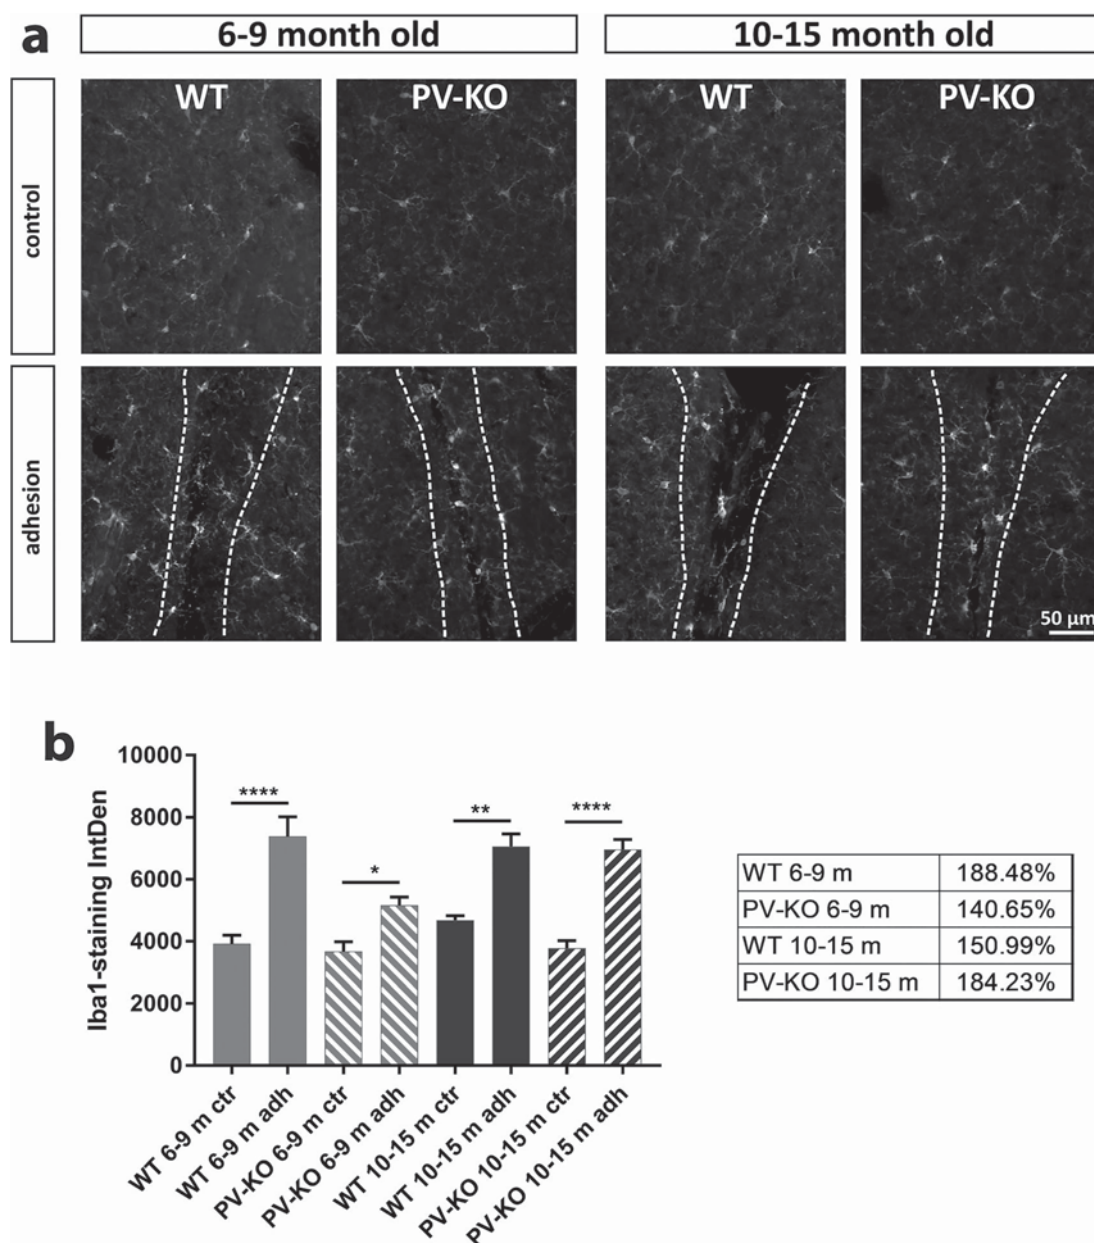 a
6-9 month old
10-15 month old
WT
PV-KO
WT
PV-KO
control
adhesion
50 µm
b
Iba1-staining IntDen
10000
8000
6000
4000
2000
0
****
*
**
****
WT 6-9 m ctr
WT 6-9 m adh
PV-KO 6-9 m ctr
PV-KO 6-9 m adh
WT 10-15 m ctr
WT 10-15 m adh
PV-KO 10-15 m ctr
PV-KO 10-15 m adh
WT 6-9 m 188.48%
PV-KO 6-9 m 140.65%
WT 10-15 m 150.99%
PV-KO 10-15 m 184.23%